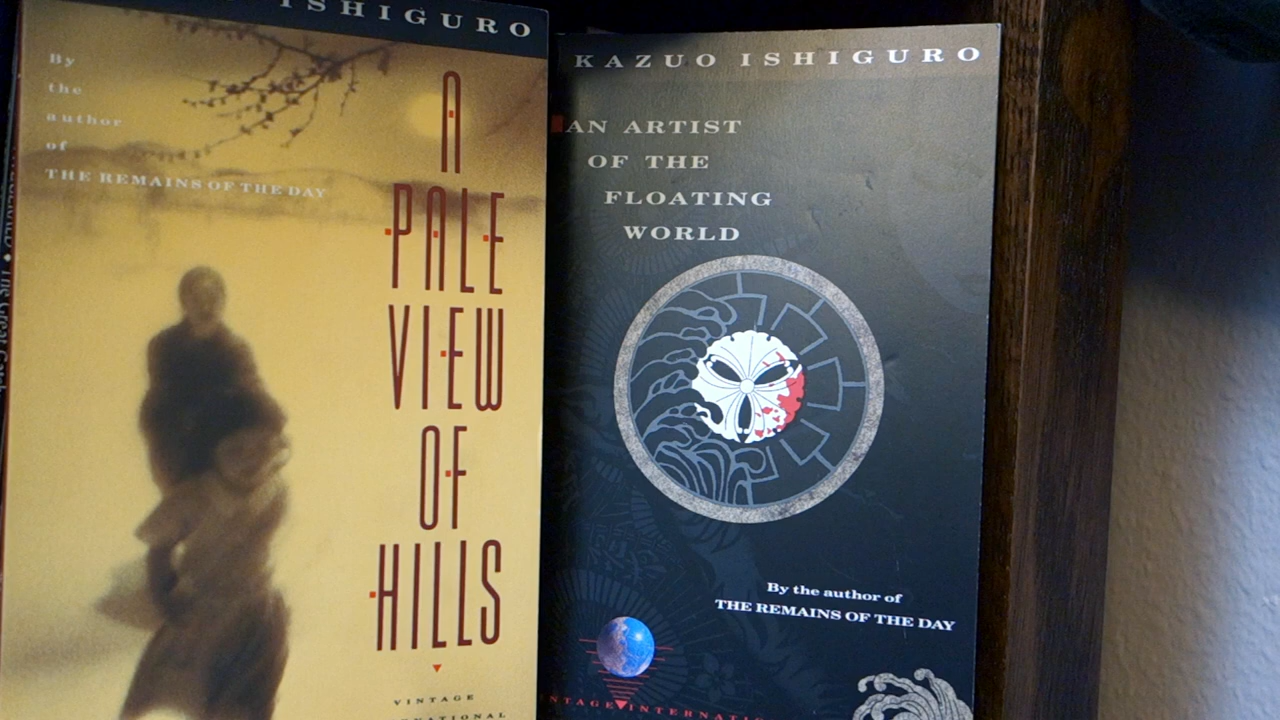 ISHIGURO
By
the
author
of
THE REMAINS OF THE DAY
A
PALE
VIEW
OF
HILLS
VINTAGE
KAZUO ISHIGURO
AN ARTIST
OF THE
FLOATING
WORLD
By the author of
THE REMAINS OF THE DAY